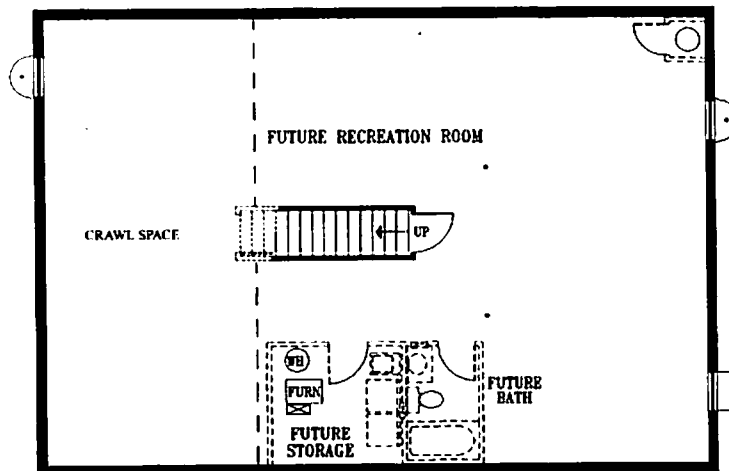 FUTURE RECREATION ROOM
CRAWL SPACE
UP
WH
FURN
FUTURE
STORAGE
FUTURE
BATH